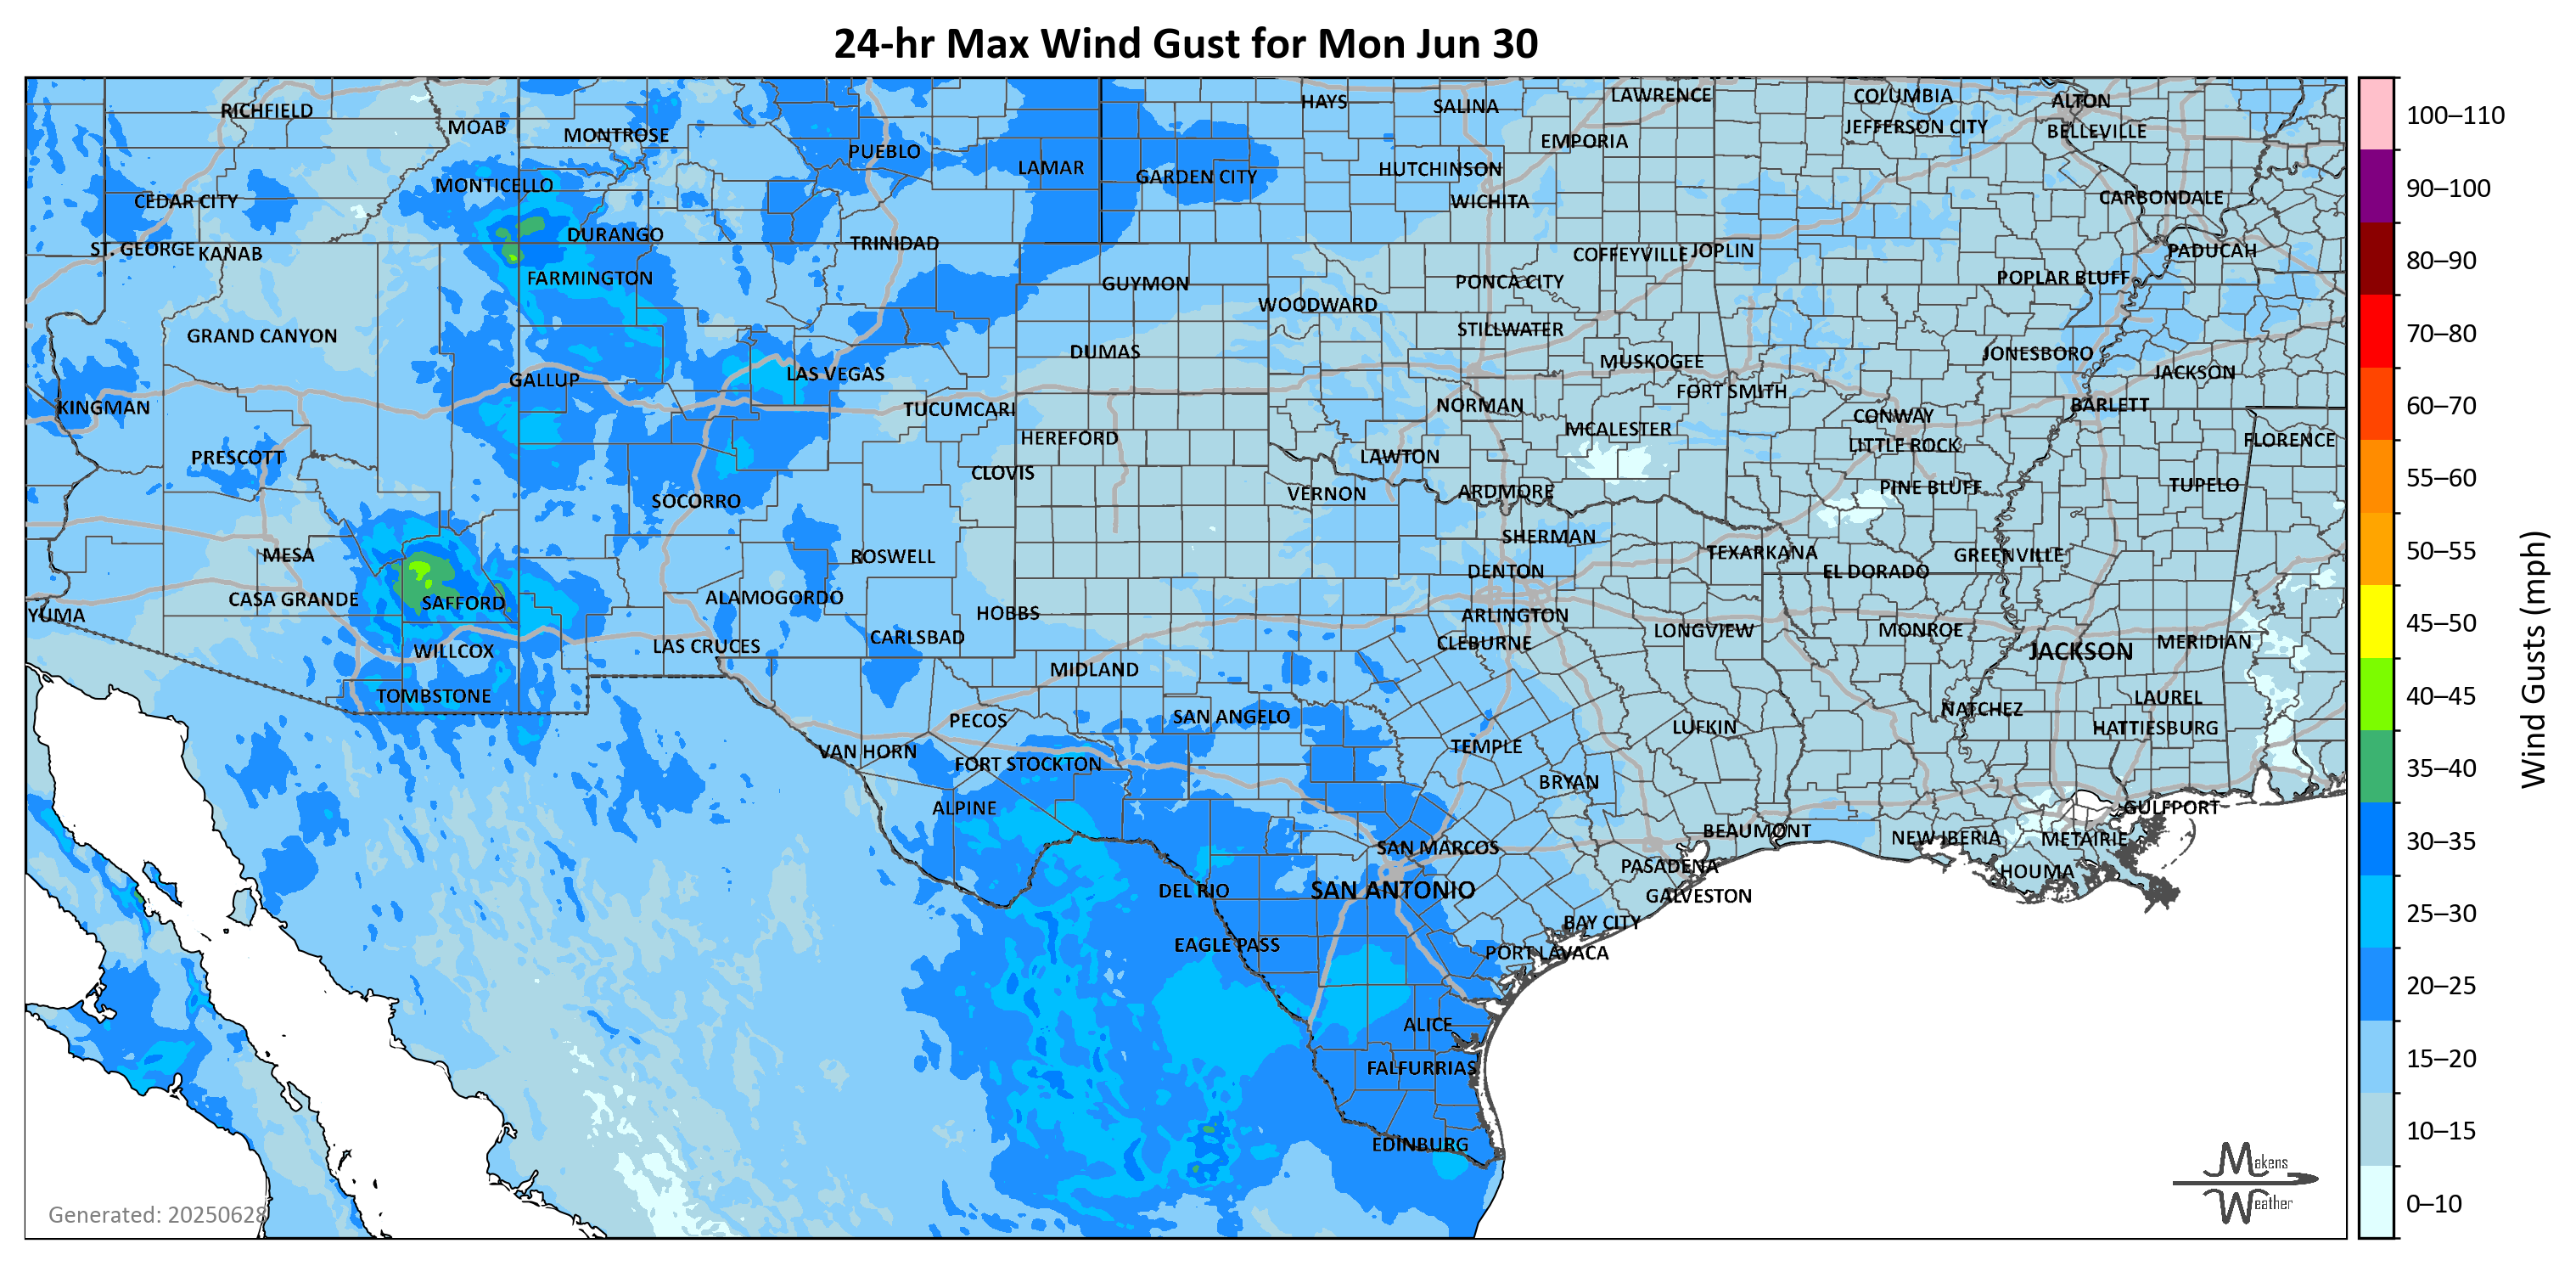 24-hr Max Wind Gust for Mon Jun 30
RICHFIELD
MOAB
MONTROSE
PUEBLO
LAMAR
HAYS
SALINA
LAWRENCE
COLUMBIA
ALTON
JEFFERSON CITY
BELLEVILLE
EMPORIA
HUTCHINSON
GARDEN CITY
MONTICELLO
CEDAR CITY
WICHITA
CARBONDALE
DURANGO
TRINIDAD
ST. GEORGE
KANAB
COFFEYVILLE
JOPLIN
PADUCAH
FARMINGTON
GUYMON
PONCA CITY
POPLAR BLUFF
WOODWARD
GRAND CANYON
STILLWATER
DUMAS
MUSKOGEE
JONESBORO
GALLUP
LAS VEGAS
JACKSON
FORT SMITH
KINGMAN
TUCUMCARI
NORMAN
CONWAY
BARLETT
MCALESTER
HEREFORD
LITTLE ROCK
FLORENCE
PRESCOTT
CLOVIS
LAWTON
SOCORRO
VERNON
ARDMORE
PINE BLUFF
TUPELO
SHERMAN
MESA
ROSWELL
TEXARKANA
GREENVILLE
DENTON
EL DORADO
CASA GRANDE
SAFFORD
ALAMOGORDO
YUMA
HOBBS
ARLINGTON
LONGVIEW
MONROE
CARLSBAD
LAS CRUCES
CLEBURNE
WILLCOX
JACKSON
MERIDIAN
MIDLAND
TOMBSTONE
LAUREL
PECOS
SAN ANGELO
NATCHEZ
LUFKIN
HATTIESBURG
VAN HORN
TEMPLE
FORT STOCKTON
BRYAN
ALPINE
GULFPORT
BEAUMONT
NEW IBERIA
METAIRIE
SAN MARCOS
PASADENA
HOUMA
DEL RIO
SAN ANTONIO
GALVESTON
BAY CITY
EAGLE PASS
PORT LAVACA
ALICE
FALFURRIAS
EDINBURG
Generated: 20250628
Makens
Weather
100–110
90–100
80–90
70–80
60–70
55–60
50–55
45–50
40–45
35–40
30–35
25–30
20–25
15–20
10–15
0–10
Wind Gusts (mph)